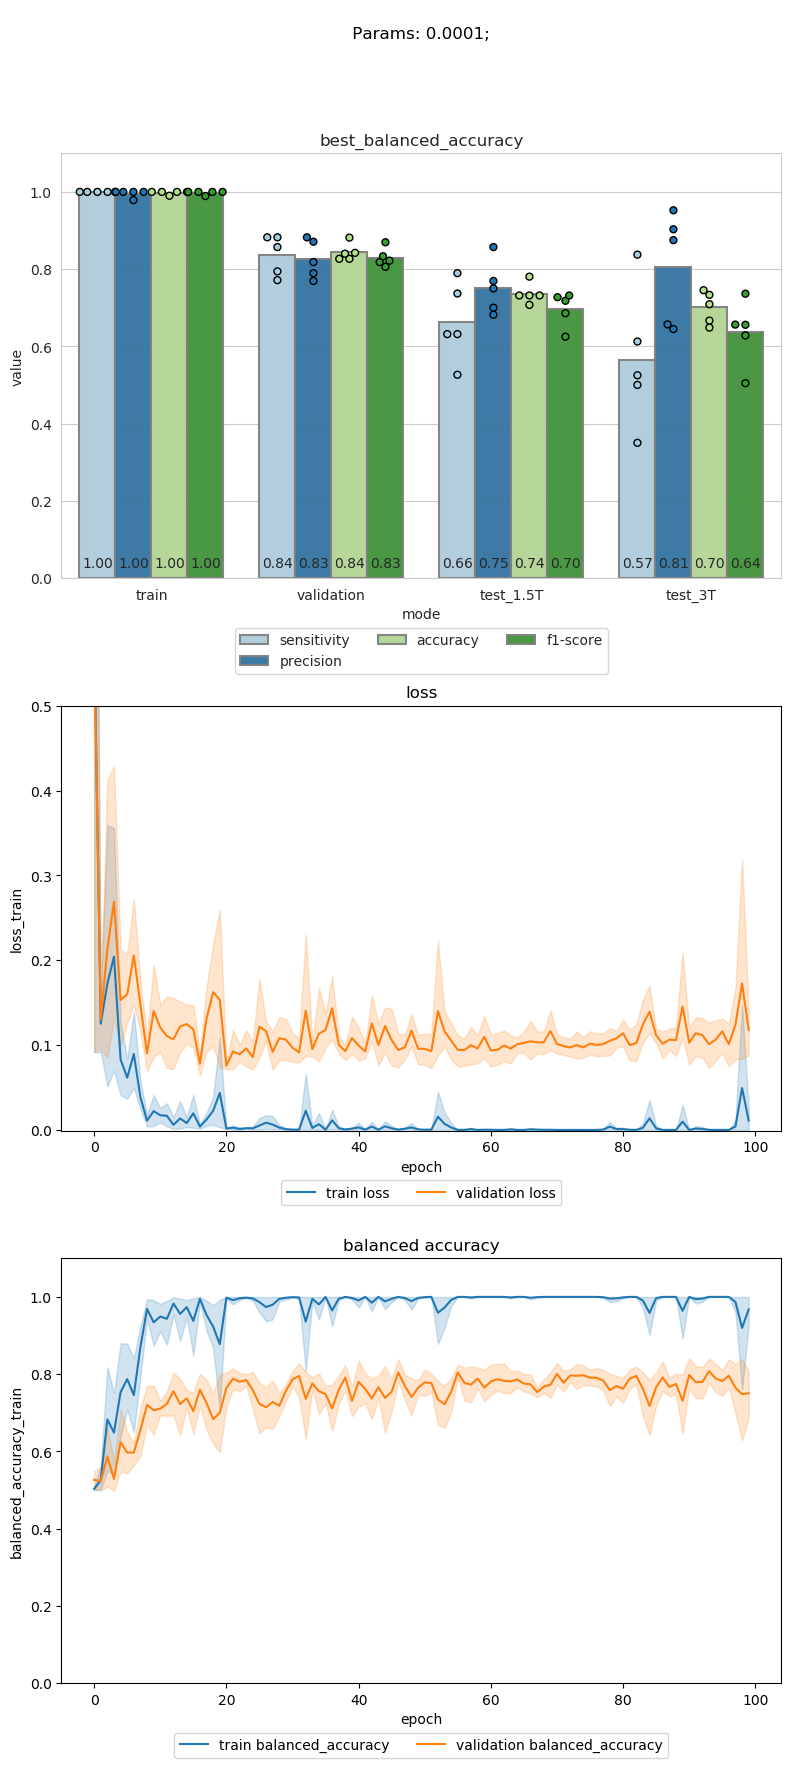 Params: 0.0001;
best_balanced_accuracy
1.0
0.8
0.6
0.4
0.2
0.0
value
1.00 1.00 1.00 1.00 0.84 0.83 0.84 0.83 0.66 0.75 0.74 0.70 0.57 0.81 0.70 0.64
train validation test_1.5T test_3T
mode
sensitivity accuracy f1-score
precision
loss
0.5
0.4
0.3
0.2
0.1
0.0
loss_train
0 20 40 60 80 100
epoch
train loss validation loss
balanced accuracy
1.0
0.8
0.6
0.4
0.2
0.0
balanced_accuracy_train
0 20 40 60 80 100
epoch
train balanced_accuracy validation balanced_accuracy